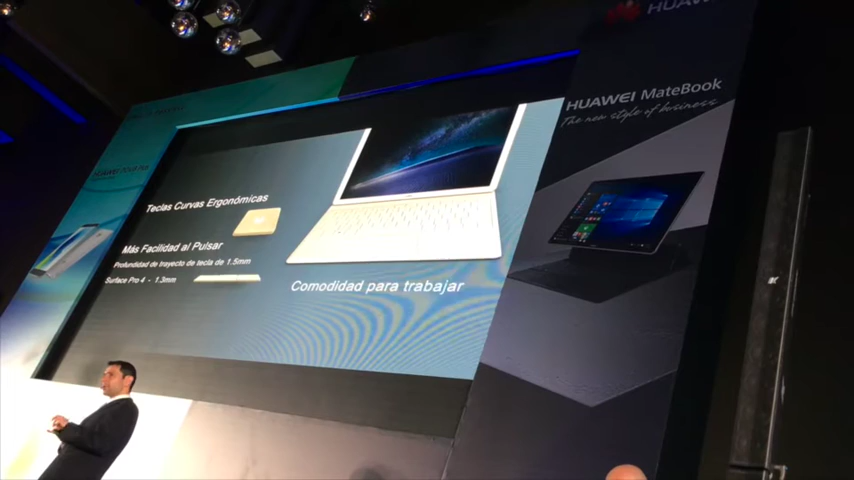 HUAWEI
HUAWEI MateBook
The new style of business
Teclas Curvas Ergonómicas
Más Facilidad al Pulsar
Profundidad de trayecto de tecla de 1.5mm
Surface Pro 4 - 1.3mm
Comodidad para trabajar